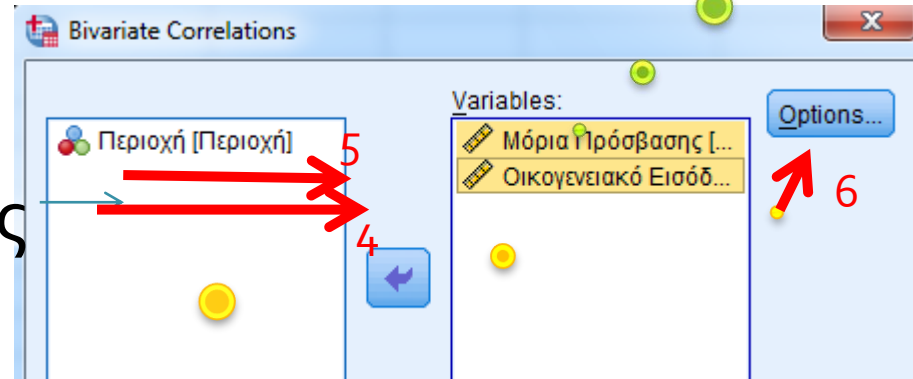 Bivariate Correlations
Variables:
Options...
Περιοχή [Περιοχή]
5
Μόρια Πρόσβασης [...
Οικογενειακό Εισόδ...
6
ς
4